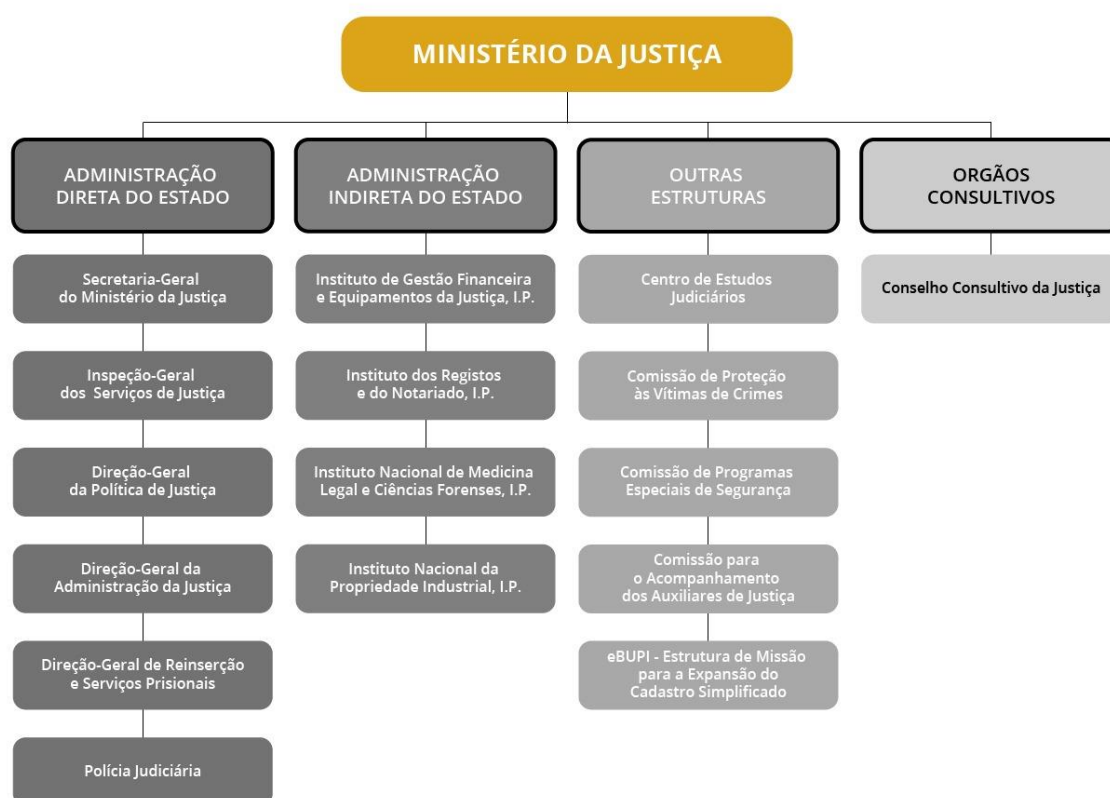 MINISTÉRIO DA JUSTIÇA
ADMINISTRAÇÃO
DIRETA DO ESTADO
Secretaria-Geral
do Ministério da Justiça
Inspeção-Geral
dos Serviços de Justiça
Direção-Geral
da Política de Justiça
Direção-Geral da
Administração da Justiça
Direção-Geral de Reinserção
e Serviços Prisionais
Polícia Judiciária
ADMINISTRAÇÃO
INDIRETA DO ESTADO
Instituto de Gestão Financeira
e Equipamentos da Justiça, I.P.
Instituto dos Registos
e do Notariado, I.P.
Instituto Nacional de Medicina
Legal e Ciências Forenses, I.P.
Instituto Nacional da
Propriedade Industrial, I.P.
OUTRAS
ESTRUTURAS
Centro de Estudos
Judiciários
Comissão de Proteção
às Vítimas de Crimes
Comissão de Programas
Especiais de Segurança
Comissão para
o Acompanhamento
dos Auxiliares de Justiça
eBUPI - Estrutura de Missão
para a Expansão do
Cadastro Simplificado
ORGÃOS
CONSULTIVOS
Conselho Consultivo da Justiça